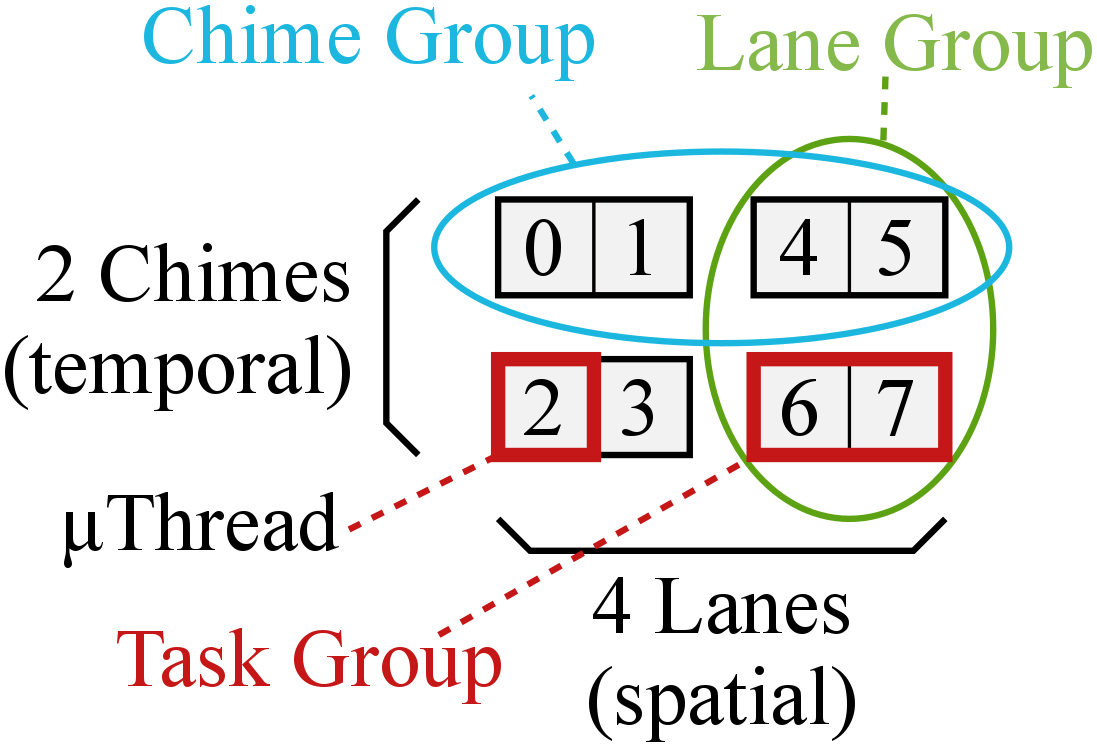 Chime Group
Lane Group
2 Chimes
(temporal)
0 1 4 5
2 3 6 7
μThread
Task Group
4 Lanes
(spatial)